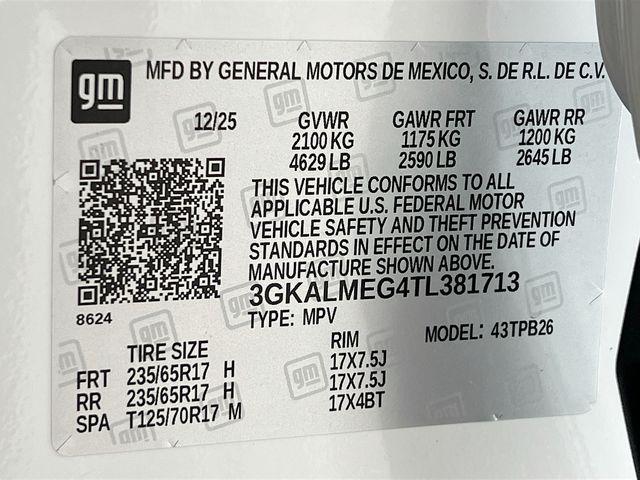 gm MFD BY GENERAL MOTORS DE MEXICO, S. DE R.L. DE C.V.
12/25 GVWR GAWR FRT GAWR RR
2100 KG 1175 KG 1200 KG
4629 LB 2590 LB 2645 LB
THIS VEHICLE CONFORMS TO ALL
APPLICABLE U.S. FEDERAL MOTOR
VEHICLE SAFETY AND THEFT PREVENTION
STANDARDS IN EFFECT ON THE DATE OF
MANUFACTURE SHOWN ABOVE.
3GKALMEG4TL381713
8624
TYPE: MPV MODEL: 43TPB26
TIRE SIZE RIM
FRT 235/65R17 H 17X7.5J
RR 235/65R17 H 17X7.5J
SPA T125/70R17 M 17X4BT